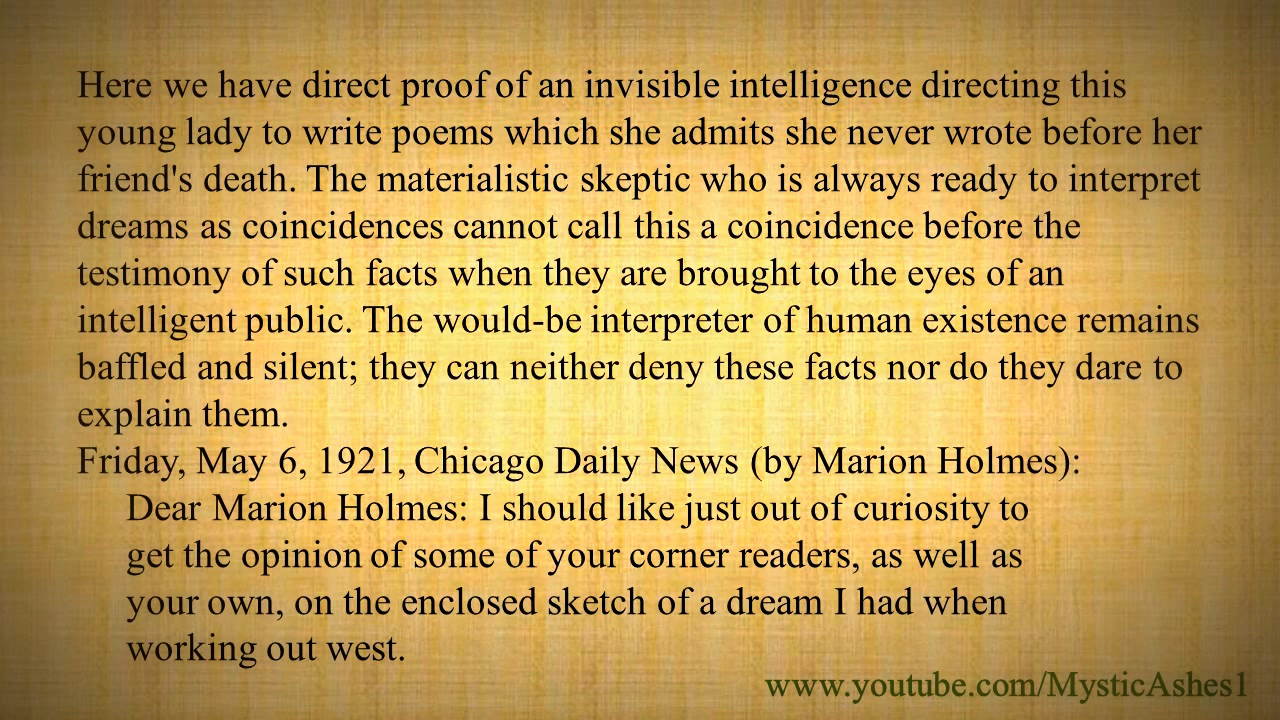 Here we have direct proof of an invisible intelligence directing this
young lady to write poems which she admits she never wrote before her
friend's death. The materialistic skeptic who is always ready to interpret
dreams as coincidences cannot call this a coincidence before the
testimony of such facts when they are brought to the eyes of an
intelligent public. The would-be interpreter of human existence remains
baffled and silent; they can neither deny these facts nor do they dare to
explain them.
Friday, May 6, 1921, Chicago Daily News (by Marion Holmes):
Dear Marion Holmes: I should like just out of curiosity to
get the opinion of some of your corner readers, as well as
your own, on the enclosed sketch of a dream I had when
working out west.
www.youtube.com/MysticAshes1